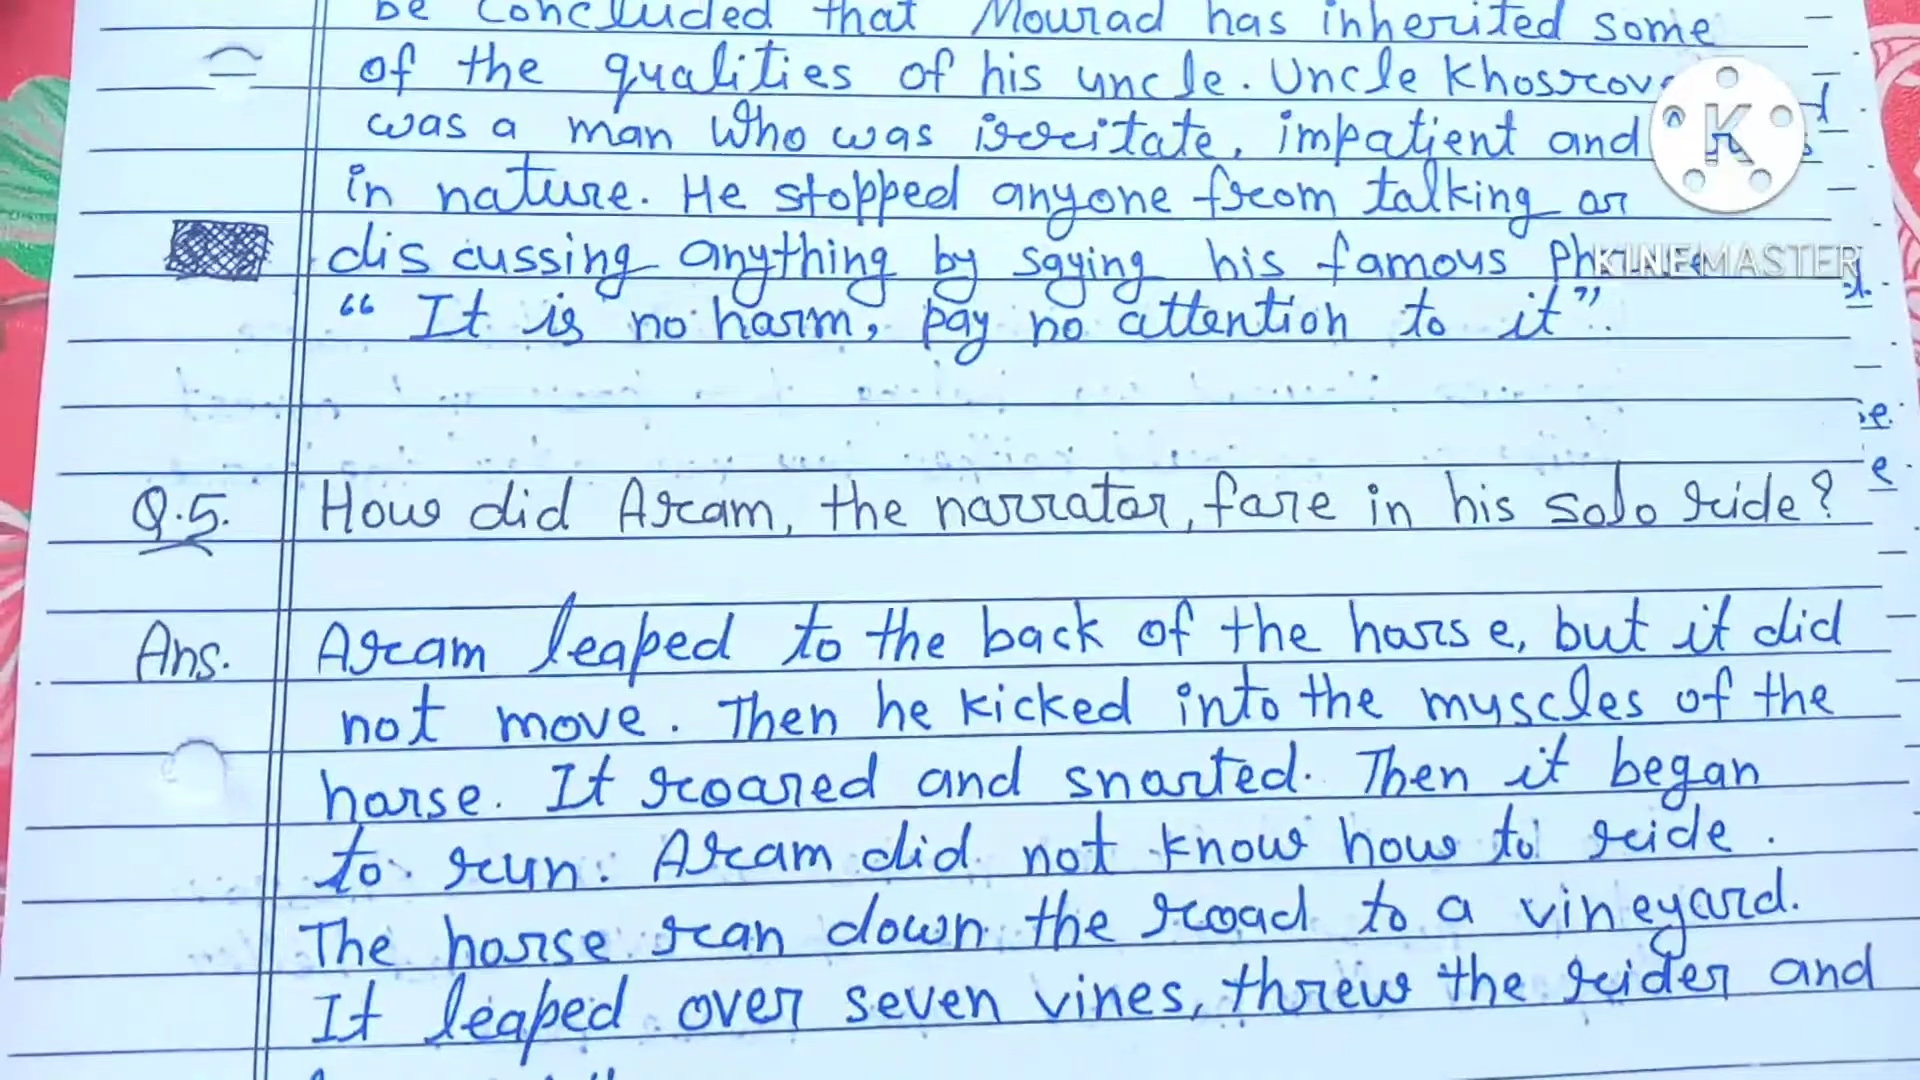 be concluded that Mourad has inherited some
of the qualities of his uncle. Uncle Khosrov
was a man who was irritate, impatient and
in nature. He stopped anyone from talking or
discussing anything by saying his famous
"It is no harm, pay no attention to it".
KINEMASTER
Q.5. How did Aram, the narrator, fare in his solo ride?
Ans. Aram leaped to the back of the horse, but it did
not move. Then he kicked into the muscles of the
horse. It roared and snorted. Then it began
to run. Aram did not know how to ride.
The horse ran down the road to a vineyard.
It leaped over seven vines, threw the rider and